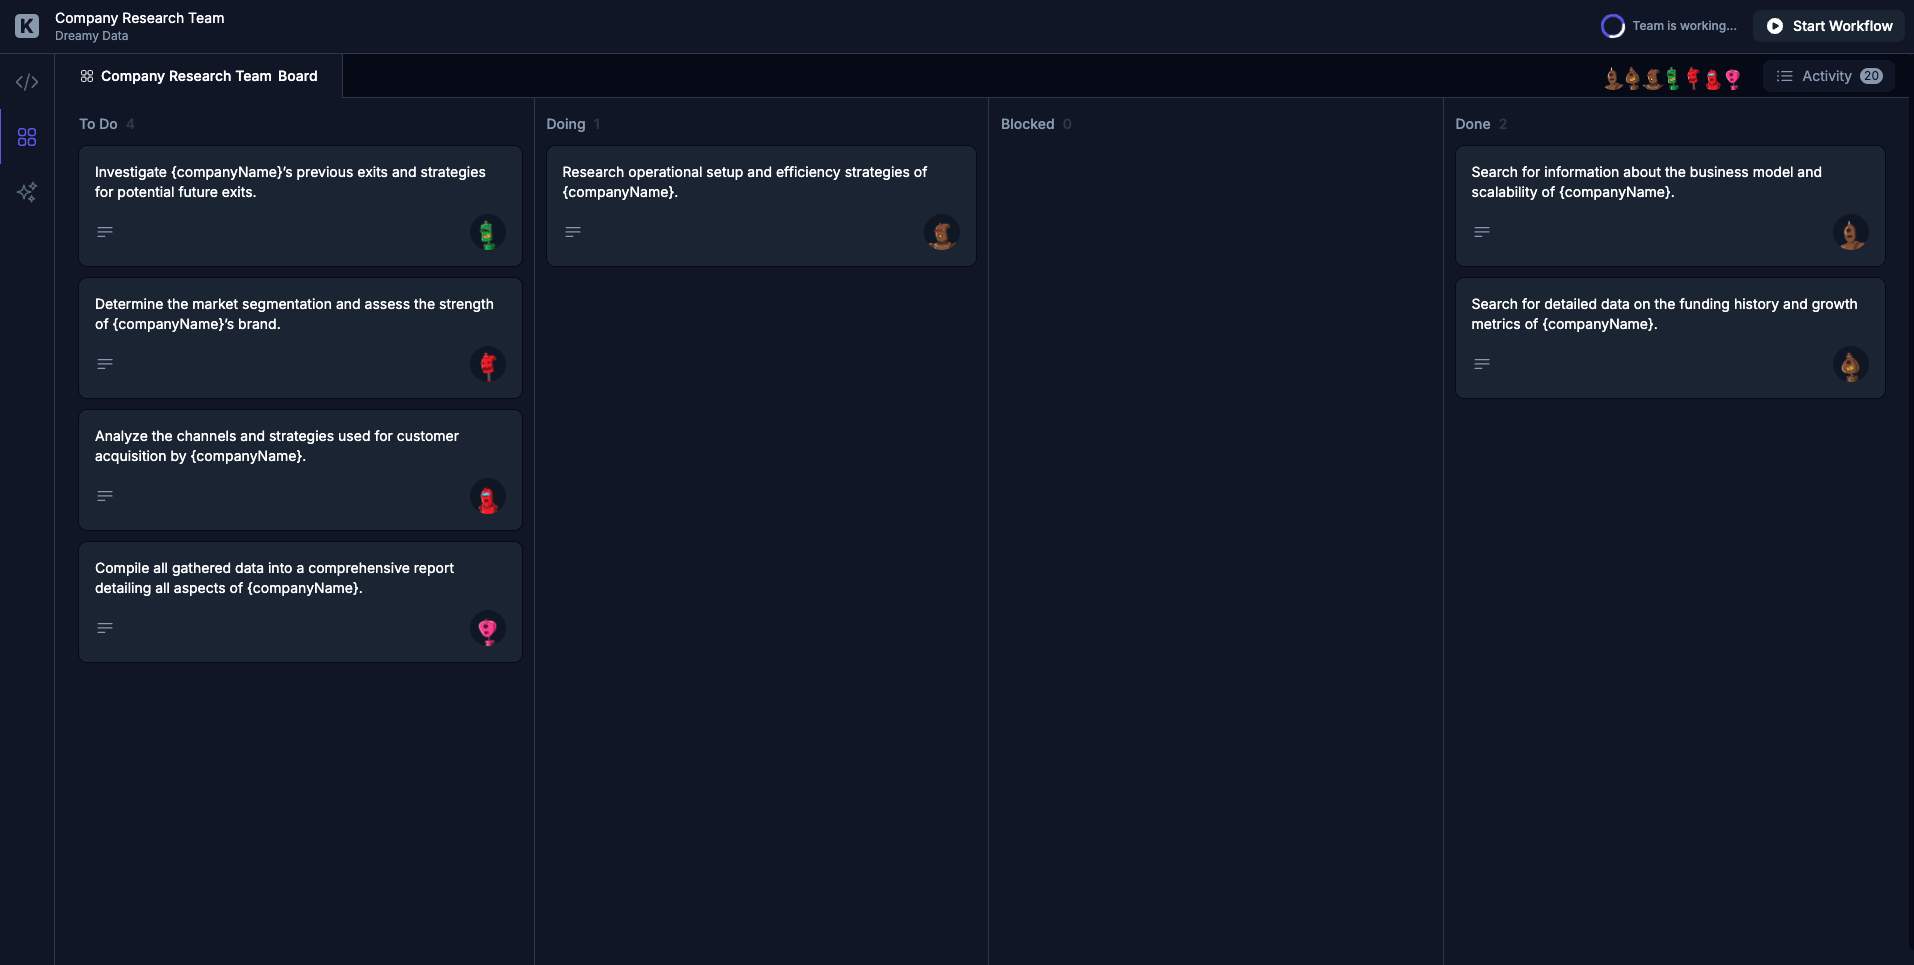 K
Company Research Team
Dreamy Data
Team is working...
Start Workflow
Company Research Team Board
Activity 20
To Do 4
Investigate {companyName}’s previous exits and strategies
for potential future exits.
Determine the market segmentation and assess the strength
of {companyName}’s brand.
Analyze the channels and strategies used for customer
acquisition by {companyName}.
Compile all gathered data into a comprehensive report
detailing all aspects of {companyName}.
Doing 1
Research operational setup and efficiency strategies of
{companyName}.
Blocked 0
Done 2
Search for information about the business model and
scalability of {companyName}.
Search for detailed data on the funding history and growth
metrics of {companyName}.